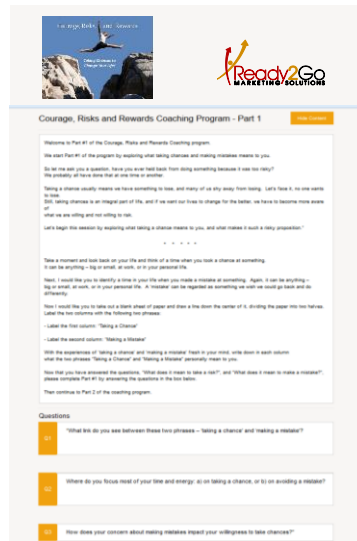 Courage, Risks and Rewards
Taking Chances to
Change Your Life!
Ready2Go
MARKETING SOLUTIONS
Courage, Risks and Rewards Coaching Program - Part 1
Hide Content
Welcome to Part #1 of the Courage, Risks and Rewards Coaching program.
We start Part #1 of the program by exploring what taking chances and making mistakes means to you.
So let me ask you a question, have you ever held back from doing something because it was too risky?
We probably all have done that at one time or another.
Taking a chance usually means we have something to lose, and many of us shy away from losing. Let's face it, no one wants
to lose.
Still, taking chances is an integral part of life, and if we want our lives to change for the better, we have to become more aware
of
what we are willing and not willing to risk.
Let's begin this session by exploring what taking a chance means to you, and what makes it such a risky proposition."
* * * * *
Take a moment and look back on your life and think of a time when you took a chance at something.
It can be anything – big or small, at work, or in your personal life.
Next, I would like you to identify a time in your life when you made a mistake at something. Again, it can be anything –
big or small, at work, or in your personal life. A 'mistake' can be regarded as something we wish we could go back and do
differently.
Now I would like you to take out a blank sheet of paper and draw a line down the center of it, dividing the paper into two halves.
Label the two columns with the following two phrases:
- Label the first column: "Taking a Chance"
- Label the second column: "Making a Mistake"
With the experiences of 'taking a chance' and 'making a mistake' fresh in your mind, write down in each column
what the two phrases "Taking a Chance" and "Making a Mistake" personally mean to you.
Now that you have answered the questions, "What does it mean to take a risk?", and "What does it mean to make a mistake?",
please complete Part #1 by answering the questions in the box below.
Then continue to Part 2 of the coaching program.
Questions
Q1
"What link do you see between these two phrases – 'taking a chance' and 'making a mistake'?
Q2
Where do you focus most of your time and energy: a) on taking a chance, or b) on avoiding a mistake?
Q3
How does your concern about making mistakes impact your willingness to take chances?"